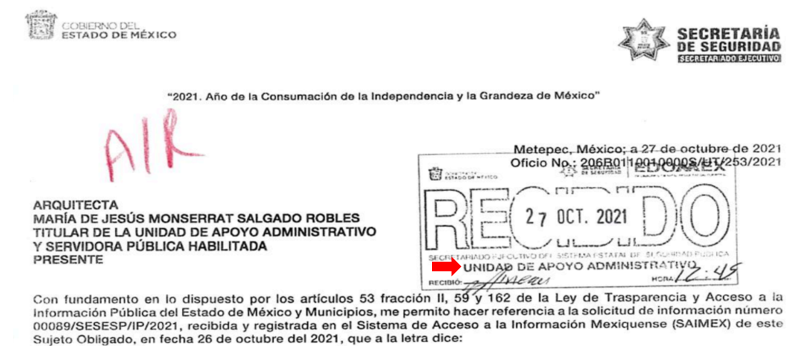 GOBIERNO DEL
ESTADO DE MÉXICO
SECRETARÍA
DE SEGURIDAD
SECRETARIADO EJECUTIVO
"2021. Año de la Consumación de la Independencia y la Grandeza de México"
AIR
Metepec, México; a 27 de octubre de 2021
Oficio No.: 206B0110010000S/UT/253/2021
ESTADO DE MÉXICO
EDOMEX
RECIBIDO
27 OCT. 2021
SECRETARIADO EJECUTIVO DEL SISTEMA ESTATAL DE SEGURIDAD PÚBLICA
UNIDAD DE APOYO ADMINISTRATIVO
RECIBIÓ: HORA 12:45
ARQUITECTA
MARÍA DE JESÚS MONSERRAT SALGADO ROBLES
TITULAR DE LA UNIDAD DE APOYO ADMINISTRATIVO
Y SERVIDORA PÚBLICA HABILITADA
PRESENTE
Con fundamento en lo dispuesto por los artículos 53 fracción II, 59 y 162 de la Ley de Trasparencia y Acceso a la
Información Pública del Estado de México y Municipios, me permito hacer referencia a la solicitud de información número
00089/SESESP/IP/2021, recibida y registrada en el Sistema de Acceso a la Información Mexiquense (SAIMEX) de este
Sujeto Obligado, en fecha 26 de octubre del 2021, que a la letra dice: